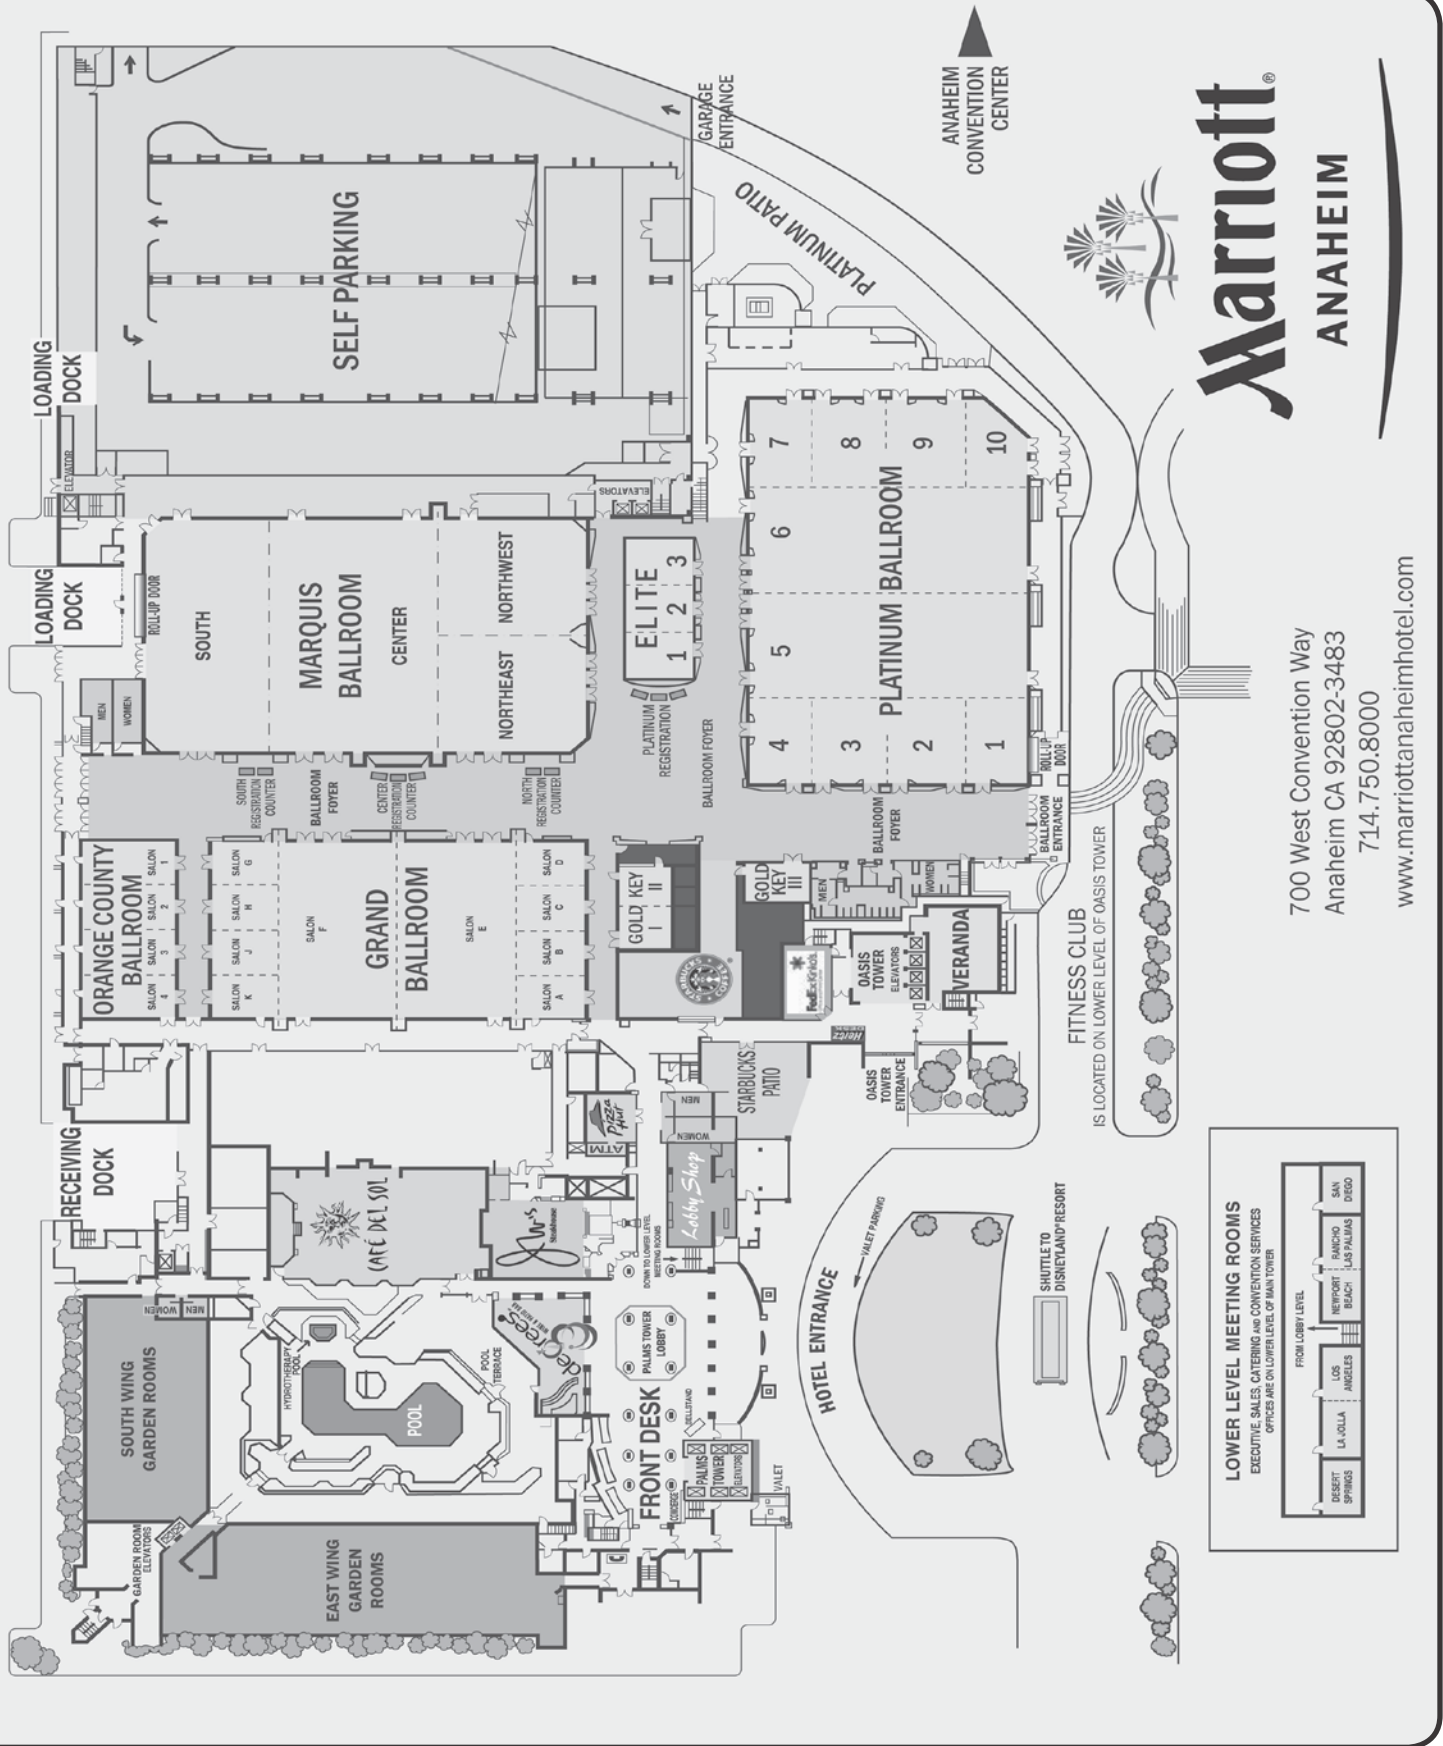 LOADING
DOCK
SELF PARKING
GARAGE
ENTRANCE
ANAHEIM
CONVENTION
CENTER
PLATINUM PATIO
Marriott®
ANAHEIM
ELEVATOR
ELEVATORS
LOADING
DOCK
ROLL-UP DOOR
SOUTH
MARQUIS
BALLROOM
CENTER
NORTHEAST
NORTHWEST
ELITE
1
2
3
PLATINUM
REGISTRATION
BALLROOM FOYER
PLATINUM BALLROOM
7
8
9
10
6
5
4
3
2
1
ROLL-UP
DOOR
MEN
WOMEN
SOUTH
REGISTRATION
COUNTER
BALLROOM
FOYER
CENTER
REGISTRATION
COUNTER
NORTH
REGISTRATION
COUNTER
BALLROOM
FOYER
BALLROOM
ENTRANCE
ORANGE COUNTY
BALLROOM
SALON
1
SALON
2
SALON
3
SALON
4
GRAND
BALLROOM
SALON
G
SALON
H
SALON
J
SALON
K
SALON
F
SALON
E
SALON
D
SALON
C
SALON
B
SALON
A
GOLD KEY
I
II
GOLD
KEY
III
MEN
WOMEN
STARBUCKS
COFFEE
FedEx Kinko's
OASIS
TOWER
ELEVATORS
VERANDA
Hertz
OASIS
TOWER
ENTRANCE
STARBUCKS
PATIO
FITNESS CLUB
IS LOCATED ON LOWER LEVEL OF OASIS TOWER
700 West Convention Way
Anaheim CA 92802-3483
714.750.8000
www.marriottanaheimhotel.com
RECEIVING
DOCK
CAFÉ DEL SOL
JW's
Steakhouse
Pizza
Hut
ATM
MEN
WOMEN
Lobby Shop
DOWN TO LOWER LEVEL
MEETING ROOMS
WOMEN
MEN
SOUTH WING
GARDEN ROOMS
HYDROTHERAPY
POOL
POOL
POOL
TERRACE
degrees
PALMS TOWER
LOBBY
FRONT DESK
BELLSTAND
CONCIERGE
PALMS
TOWER
ELEVATORS
VALET
GARDEN ROOM
ELEVATORS
EAST WING
GARDEN
ROOMS
HOTEL ENTRANCE
VALET PARKING
SHUTTLE TO
DISNEYLAND® RESORT
LOWER LEVEL MEETING ROOMS
EXECUTIVE, SALES, CATERING AND CONVENTION SERVICES
OFFICES ARE ON LOWER LEVEL OF MAIN TOWER
FROM LOBBY LEVEL
DESERT
SPRINGS
LA JOLLA
LOS
ANGELES
NEWPORT
BEACH
RANCHO
LAS PALMAS
SAN
DIEGO